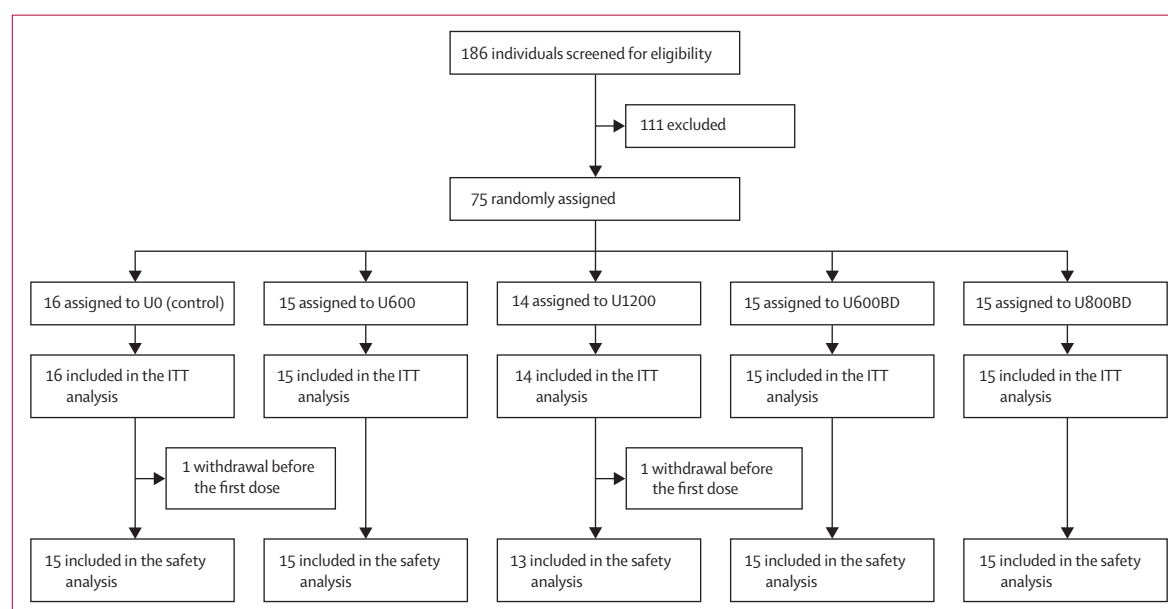 186 individuals screened for eligibility
111 excluded
75 randomly assigned
16 assigned to U0 (control)
15 assigned to U600
14 assigned to U1200
15 assigned to U600BD
15 assigned to U800BD
16 included in the ITT
analysis
15 included in the ITT
analysis
14 included in the ITT
analysis
15 included in the ITT
analysis
15 included in the ITT
analysis
1 withdrawal before
the first dose
1 withdrawal before
the first dose
15 included in the safety
analysis
15 included in the safety
analysis
13 included in the safety
analysis
15 included in the safety
analysis
15 included in the safety
analysis